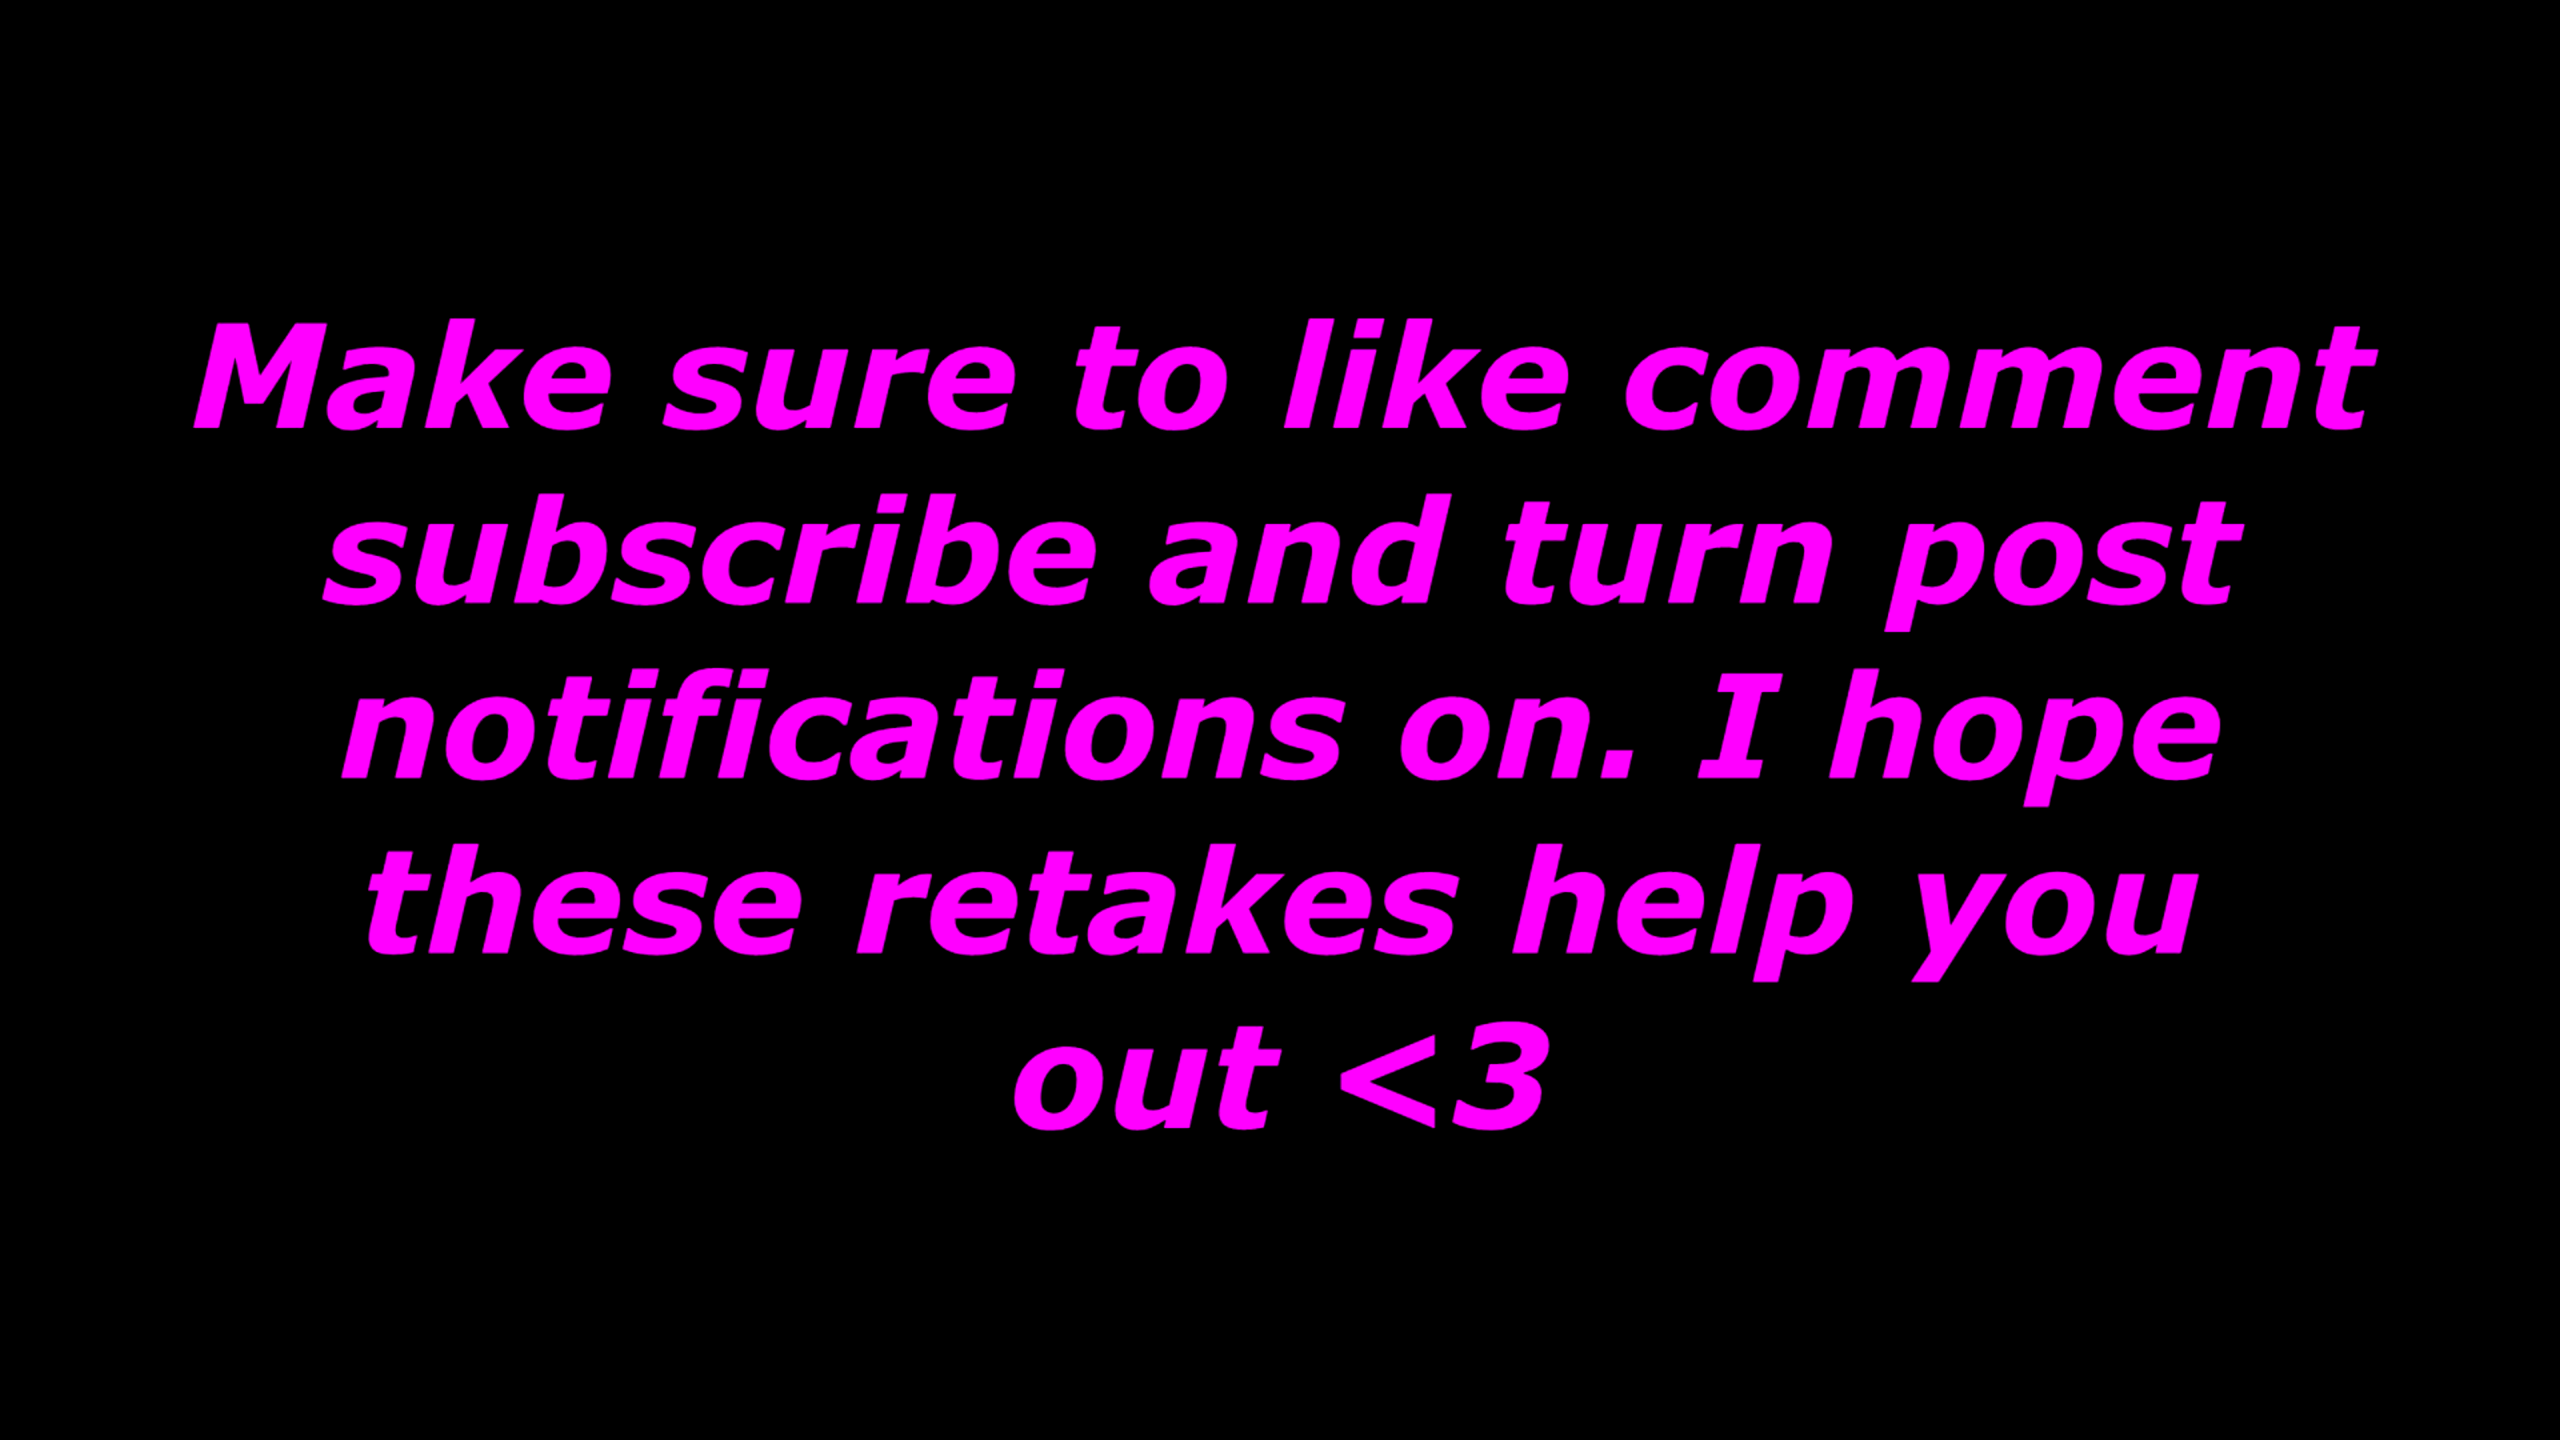 Make sure to like comment
subscribe and turn post
notifications on. I hope
these retakes help you
out <3